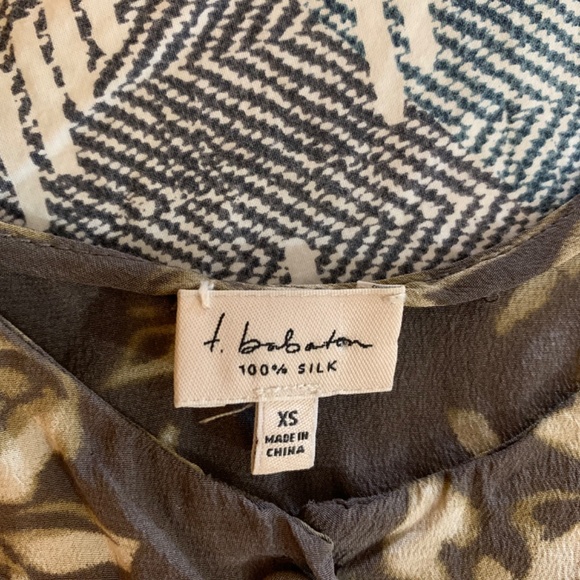 t. babaton
100% SILK
XS
MADE IN
CHINA